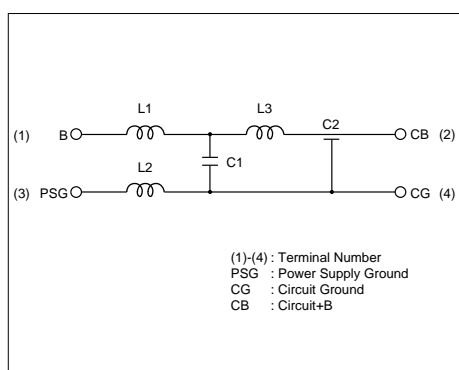 L1 L3
(1) B C2 CB (2)
C1
L2
(3) PSG CG (4)
(1)-(4) : Terminal Number
PSG : Power Supply Ground
CG : Circuit Ground
CB : Circuit+B